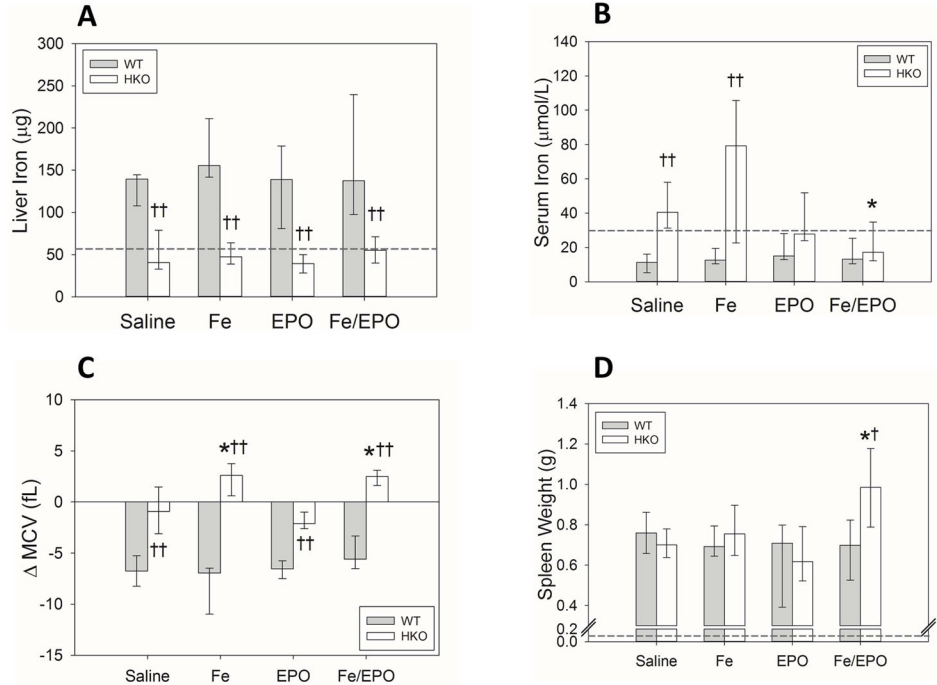 A
300
250
200
150
100
50
0
Liver Iron (μg)
WT
HKO
††
††
††
††
Saline Fe EPO Fe/EPO
B
140
120
100
80
60
40
20
0
Serum Iron (μmol/L)
WT
HKO
††
††
*
Saline Fe EPO Fe/EPO
C
10
5
0
-5
-10
-15
Δ MCV (fL)
*††
*††
††
††
WT
HKO
Saline Fe EPO Fe/EPO
D
1.4
1.2
1.0
0.8
0.6
0.4
0.2
0.0
Spleen Weight (g)
WT
HKO
*†
Saline Fe EPO Fe/EPO